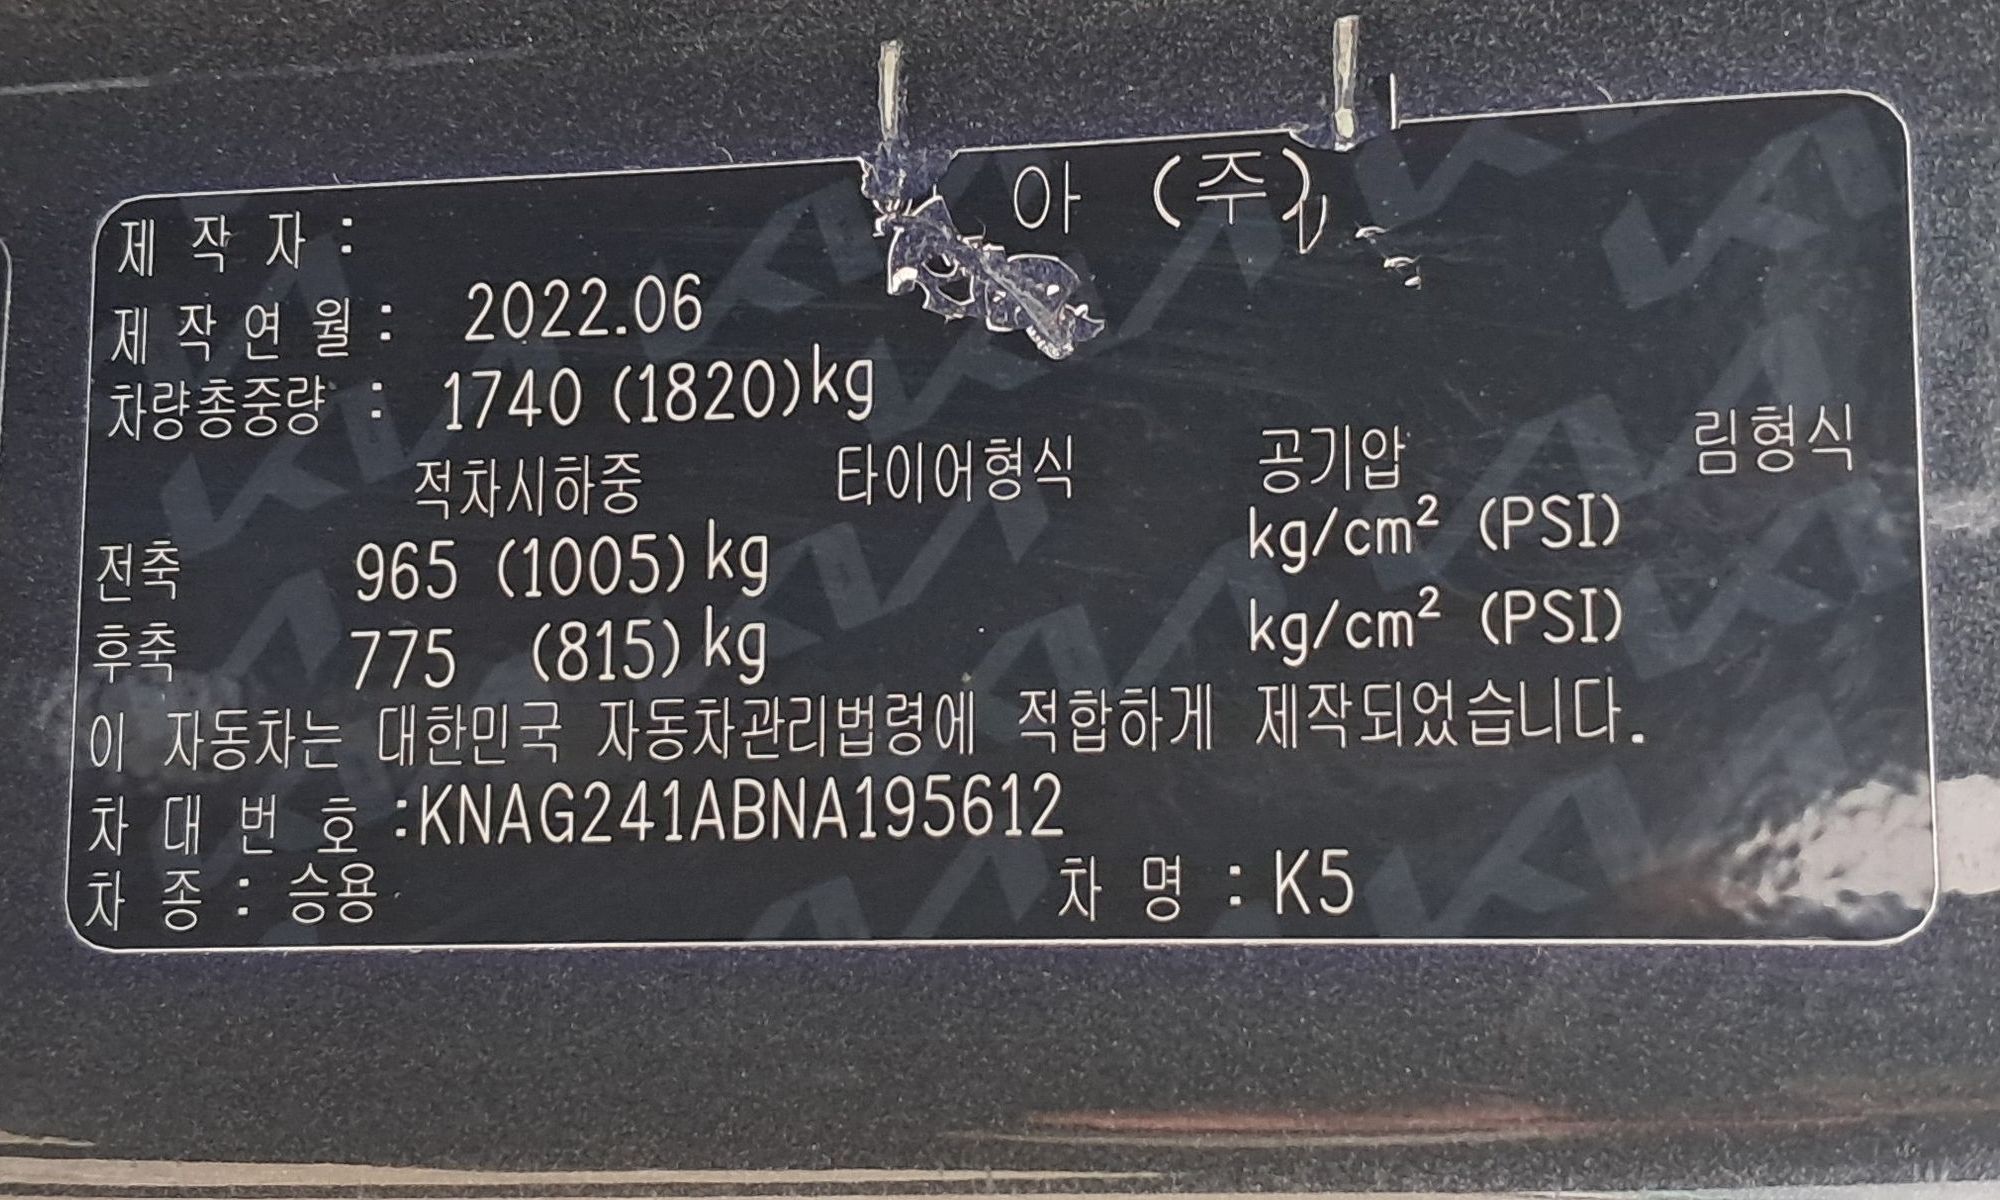 제 작 자 : 아 (주)
제 작 연 월 : 2022.06
차량총중량 : 1740 (1820)kg
적차시하중 타이어형식 공기압 림형식
전축 965 (1005)kg kg/cm² (PSI)
후축 775 (815)kg kg/cm² (PSI)
이 자동차는 대한민국 자동차관리법령에 적합하게 제작되었습니다.
차 대 번 호 :KNAG241ABNA195612
차 종 : 승용 차 명 : K5